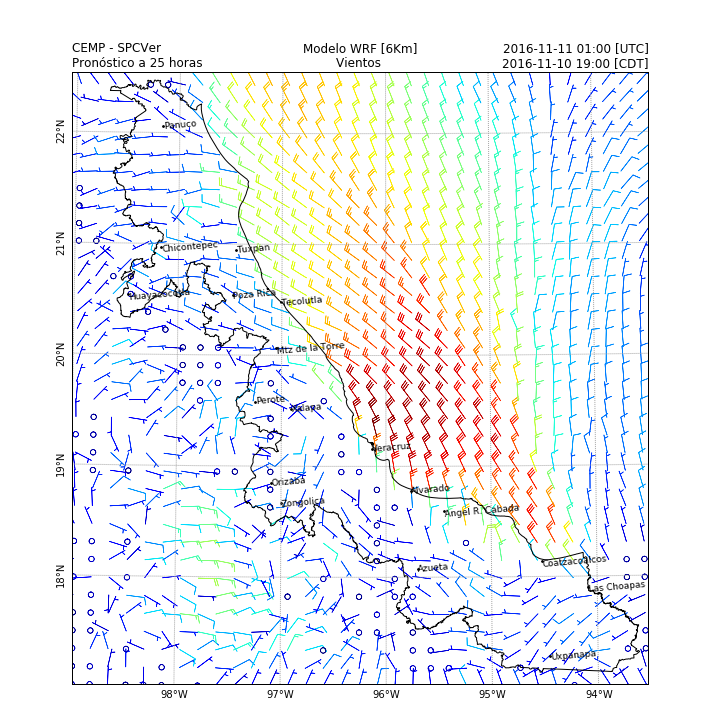 CEMP - SPCVer Modelo WRF [6Km] 2016-11-11 01:00 [UTC]
Pronóstico a 25 horas Vientos 2016-11-10 19:00 [CDT]
22°N
Panuco
21°N
Chicontepec
Tuxpan
Huayacocotla
Poza Rica
Tecolutla
20°N
Mtz de la Torre
Perote
Xalapa
Veracruz
19°N
Orizaba
Alvarado
Zongolica
Angel R. Cabada
18°N
Azueta
Coatzacoalcos
Las Choapas
Uxpanapa
98°W 97°W 96°W 95°W 94°W